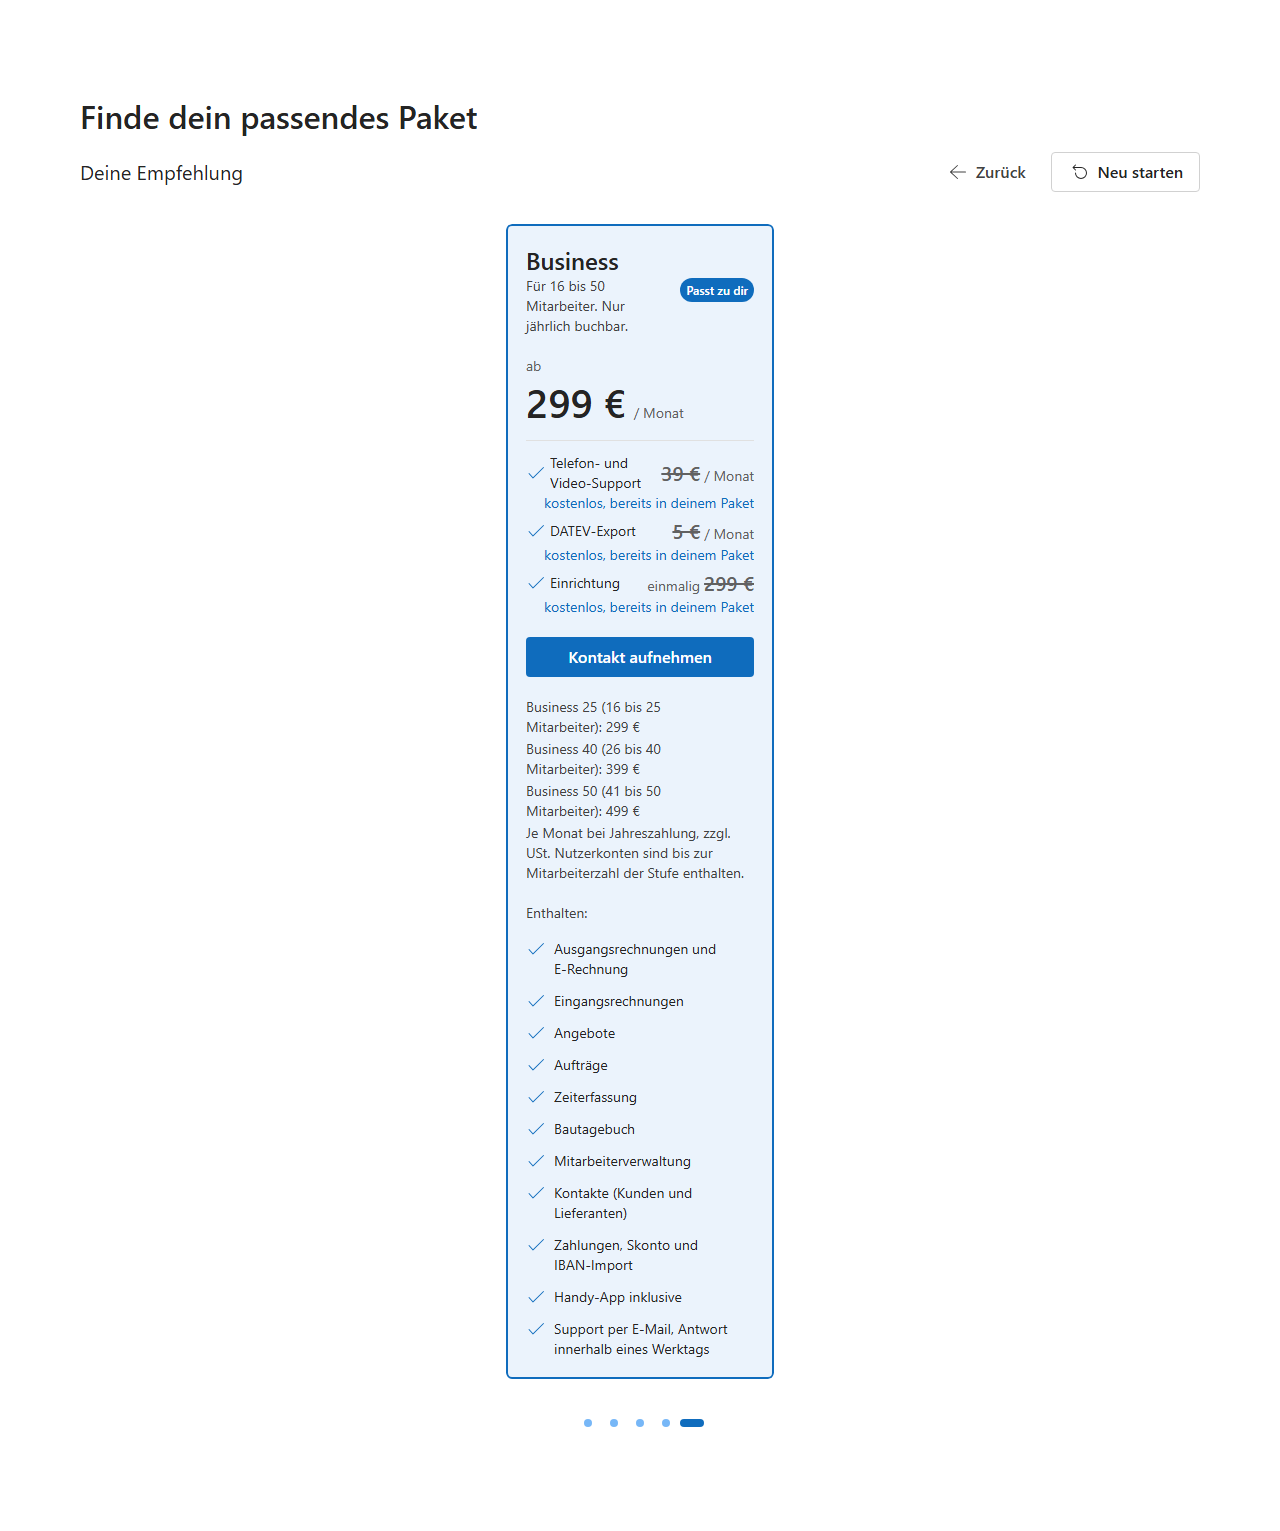 Finde dein passendes Paket
Deine Empfehlung
Zurück
Neu starten
Business
Für 16 bis 50
Mitarbeiter. Nur
jährlich buchbar.
Passt zu dir
ab
299 € / Monat
Telefon- und
Video-Support
39 € / Monat
kostenlos, bereits in deinem Paket
DATEV-Export 5 € / Monat
kostenlos, bereits in deinem Paket
Einrichtung einmalig 299 €
kostenlos, bereits in deinem Paket
Kontakt aufnehmen
Business 25 (16 bis 25
Mitarbeiter): 299 €
Business 40 (26 bis 40
Mitarbeiter): 399 €
Business 50 (41 bis 50
Mitarbeiter): 499 €
Je Monat bei Jahreszahlung, zzgl.
USt. Nutzerkonten sind bis zur
Mitarbeiterzahl der Stufe enthalten.
Enthalten:
Ausgangsrechnungen und
E-Rechnung
Eingangsrechnungen
Angebote
Aufträge
Zeiterfassung
Bautagebuch
Mitarbeiterverwaltung
Kontakte (Kunden und
Lieferanten)
Zahlungen, Skonto und
IBAN-Import
Handy-App inklusive
Support per E-Mail, Antwort
innerhalb eines Werktags